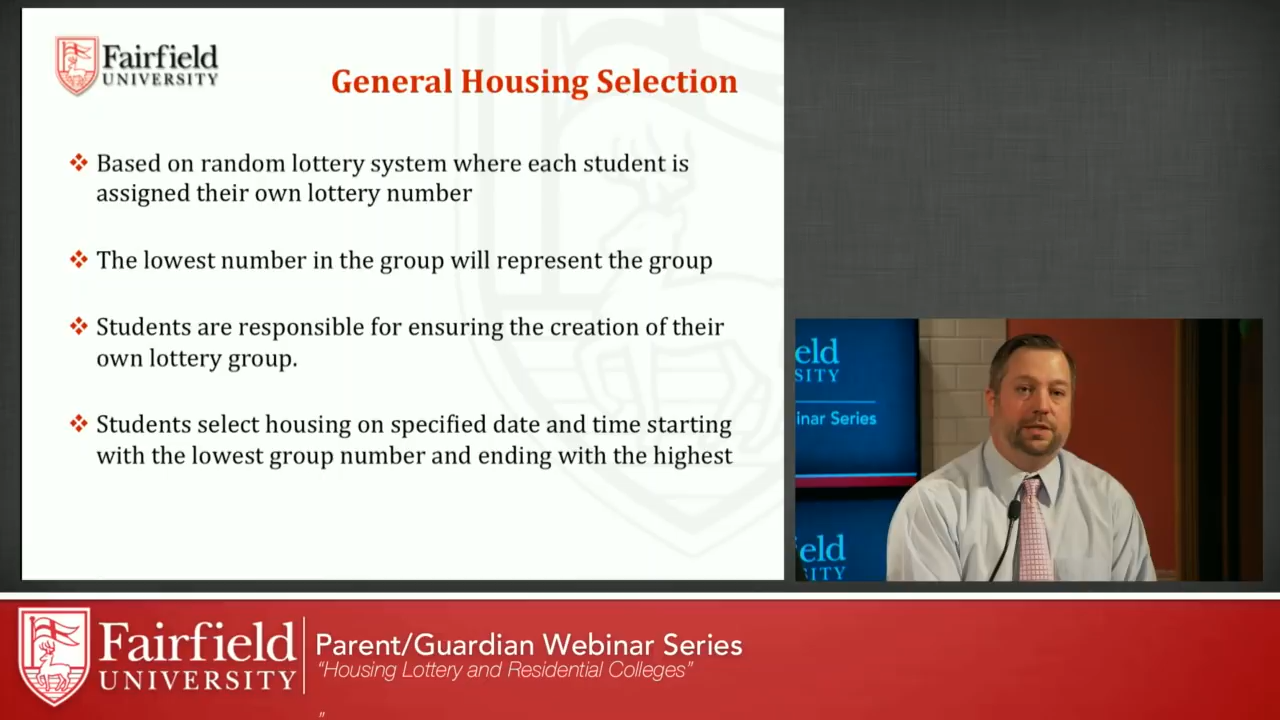 Fairfield
UNIVERSITY
General Housing Selection
Based on random lottery system where each student is
assigned their own lottery number
The lowest number in the group will represent the group
Students are responsible for ensuring the creation of their
own lottery group.
Students select housing on specified date and time starting
with the lowest group number and ending with the highest
eld
SITY
inar Series
eld
SITY
Fairfield
UNIVERSITY
Parent/Guardian Webinar Series
“Housing Lottery and Residential Colleges”
”